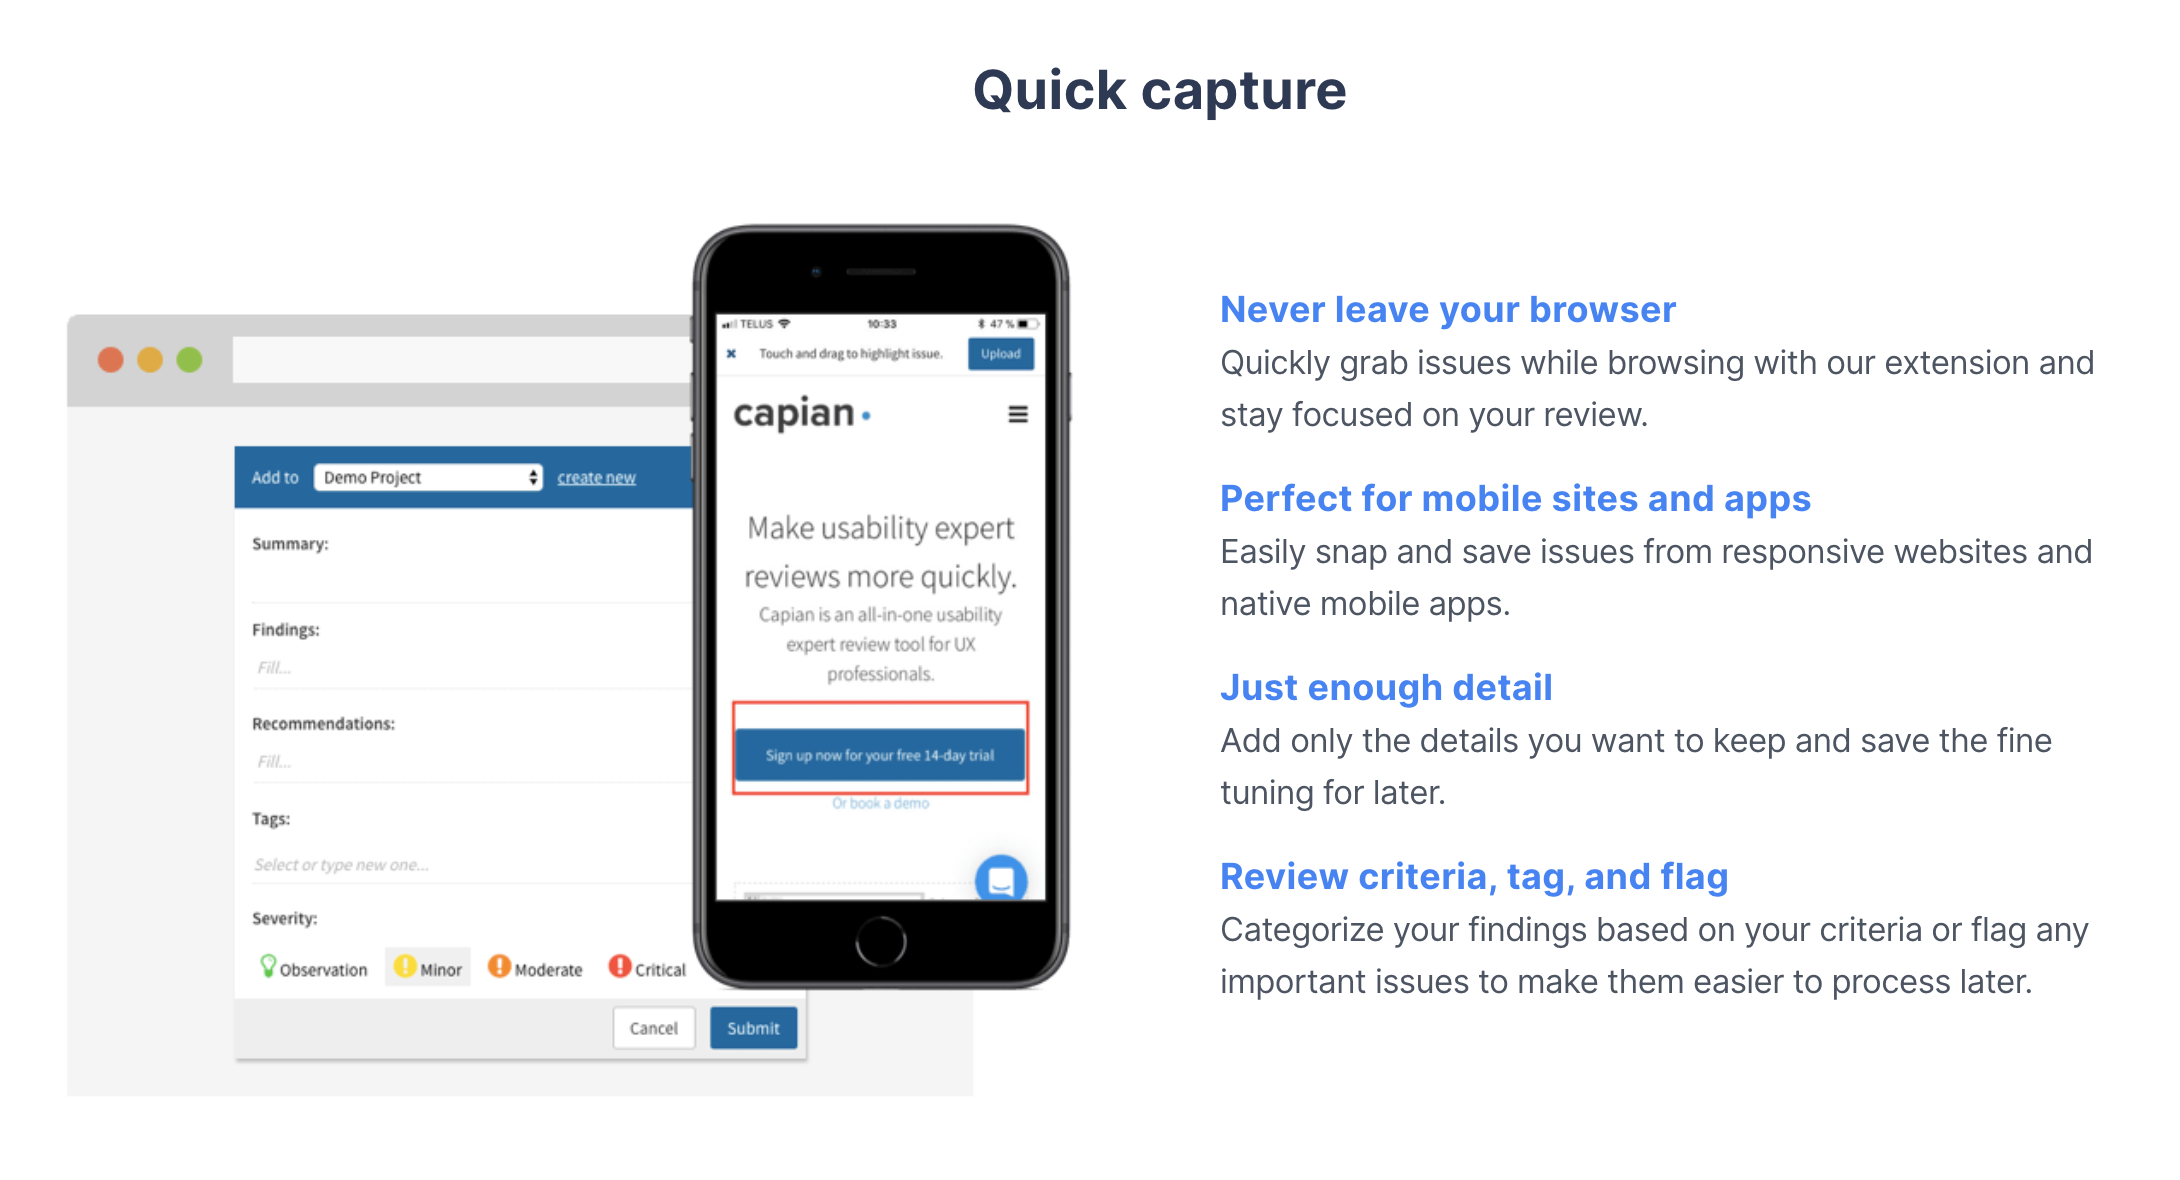 Quick capture
Add to Demo Project create new
Summary:
Findings:
Fill...
Recommendations:
Fill...
Tags:
Select or type new one...
Severity:
Observation Minor Moderate Critical
Cancel Submit
TELUS 10:33 47 %
Touch and drag to highlight issue. Upload
capian
Make usability expert
reviews more quickly.
Capian is an all-in-one usability
expert review tool for UX
professionals.
Sign up now for your free 14-day trial
Or book a demo
Never leave your browser
Quickly grab issues while browsing with our extension and
stay focused on your review.
Perfect for mobile sites and apps
Easily snap and save issues from responsive websites and
native mobile apps.
Just enough detail
Add only the details you want to keep and save the fine
tuning for later.
Review criteria, tag, and flag
Categorize your findings based on your criteria or flag any
important issues to make them easier to process later.